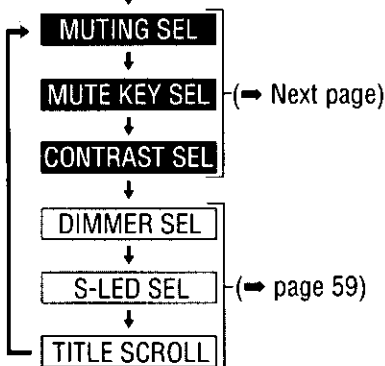 MUTING SEL
MUTE KEY SEL
(➡ Next page)
CONTRAST SEL
DIMMER SEL
S-LED SEL
(➡ page 59)
TITLE SCROLL